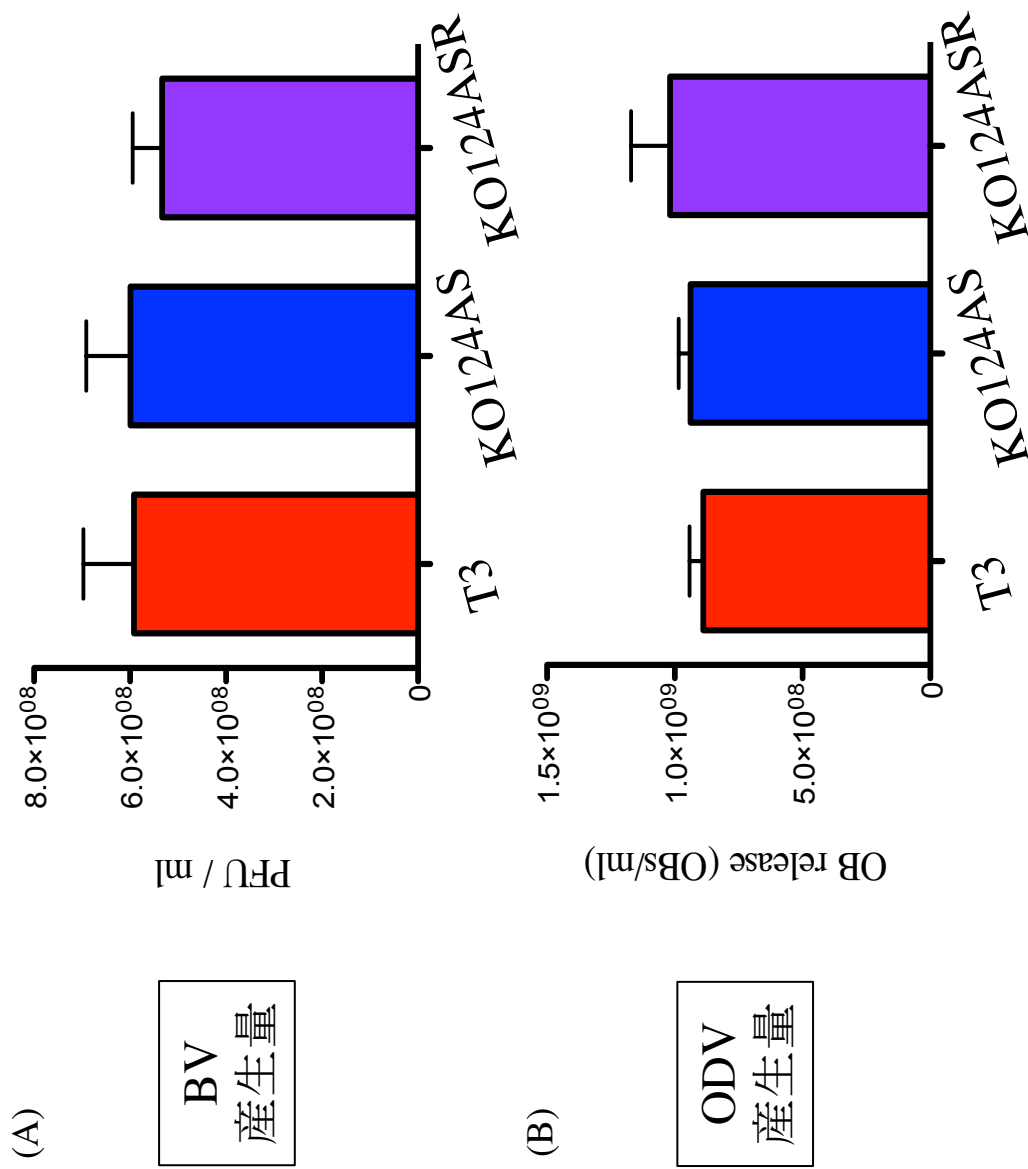 (A)
BV
産生量
PFU / ml
8.0×10⁰⁸
6.0×10⁰⁸
4.0×10⁰⁸
2.0×10⁰⁸
0
T3
KO124AS
KO124ASR
(B)
ODV
産生量
OB release (OBs/ml)
1.5×10⁰⁹
1.0×10⁰⁹
5.0×10⁰⁸
0
T3
KO124AS
KO124ASR